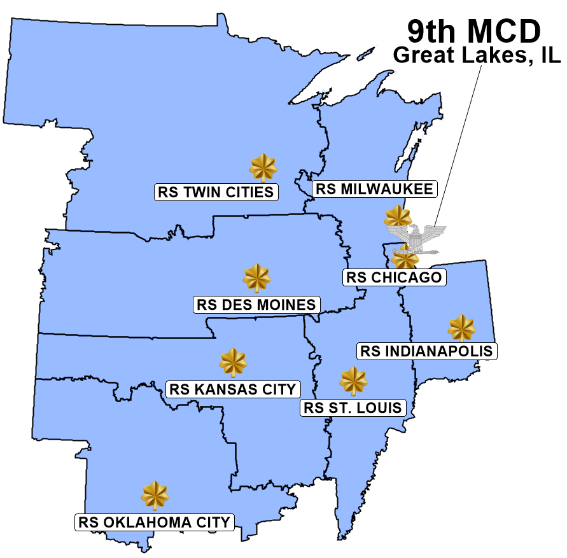 9th MCD
Great Lakes, IL
RS TWIN CITIES
RS MILWAUKEE
RS CHICAGO
RS DES MOINES
RS INDIANAPOLIS
RS KANSAS CITY
RS ST. LOUIS
RS OKLAHOMA CITY